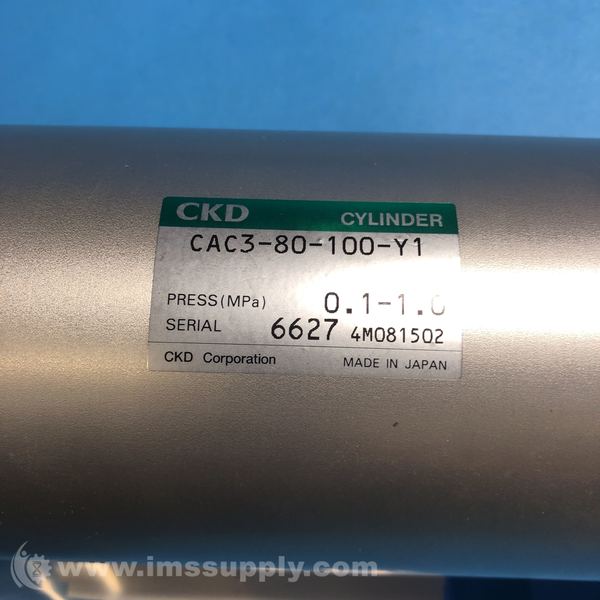 CKD CYLINDER
CAC3-80-100-Y1
PRESS(MPa) 0.1-1.0
SERIAL 6627 4M081502
CKD Corporation MADE IN JAPAN
www.imssupply.com